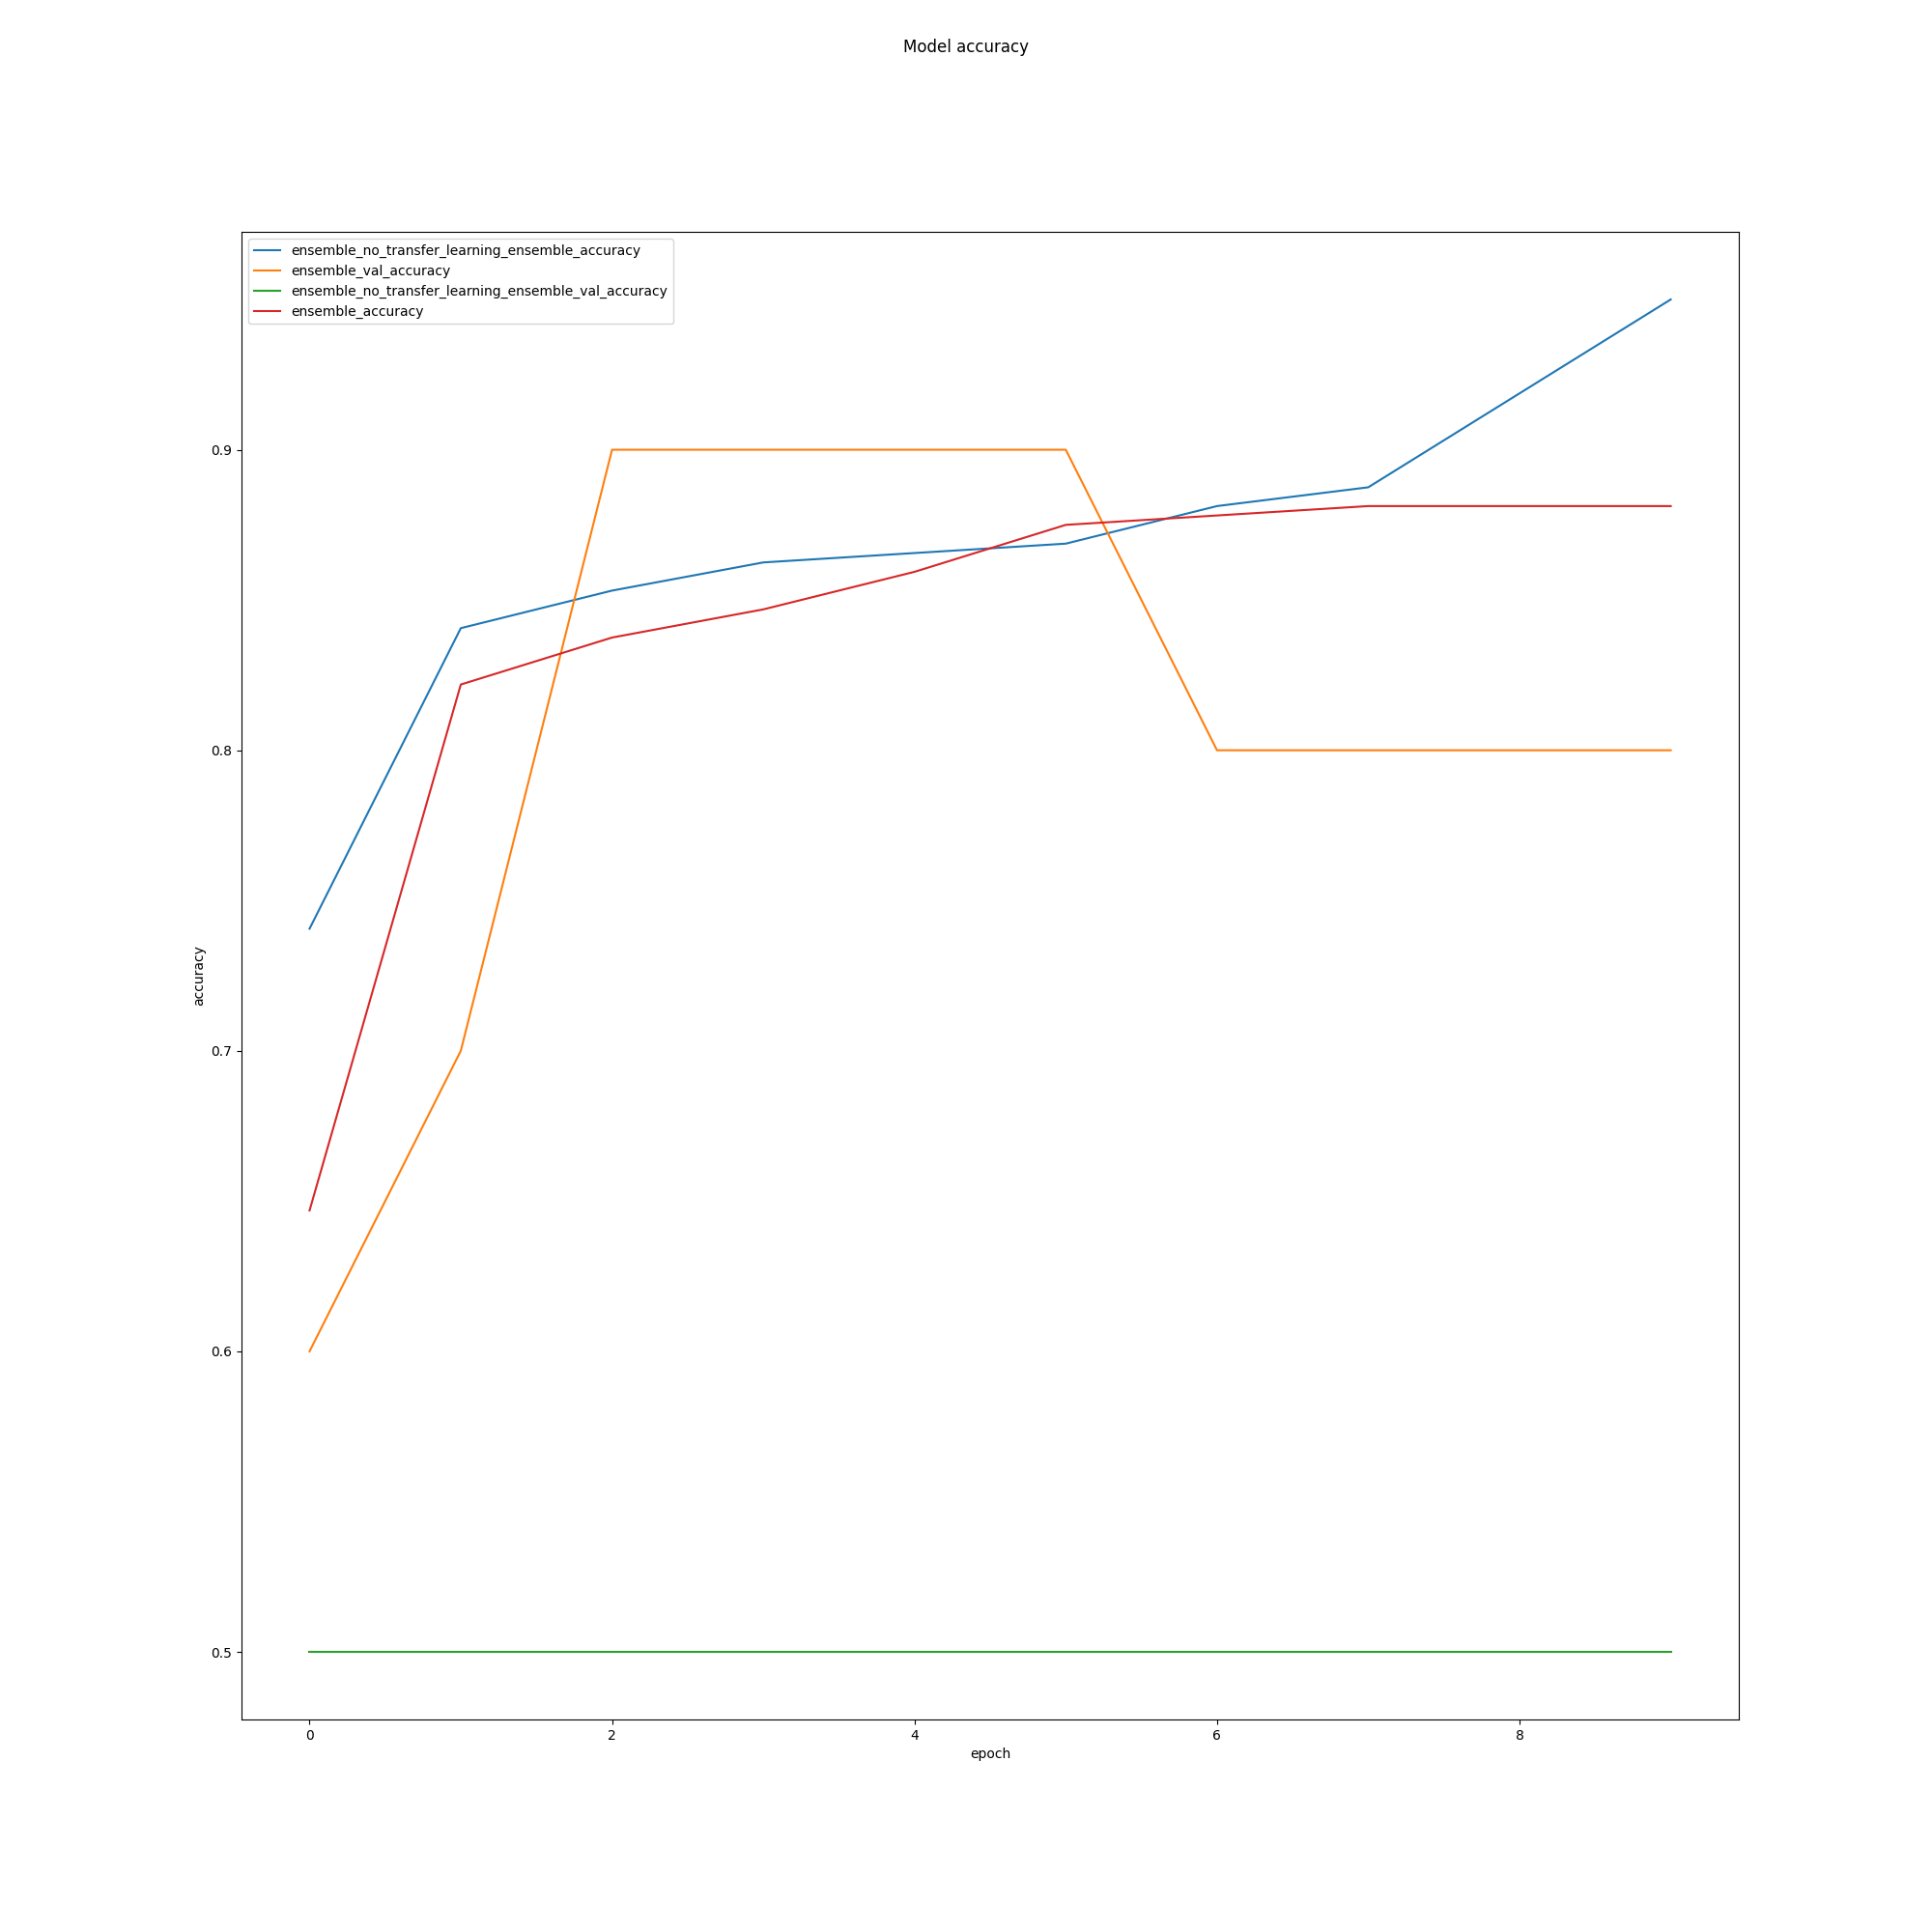 Model accuracy
ensemble_no_transfer_learning_ensemble_accuracy
ensemble_val_accuracy
ensemble_no_transfer_learning_ensemble_val_accuracy
ensemble_accuracy
0.9
0.8
0.7
0.6
0.5
accuracy
0 2 4 6 8
epoch